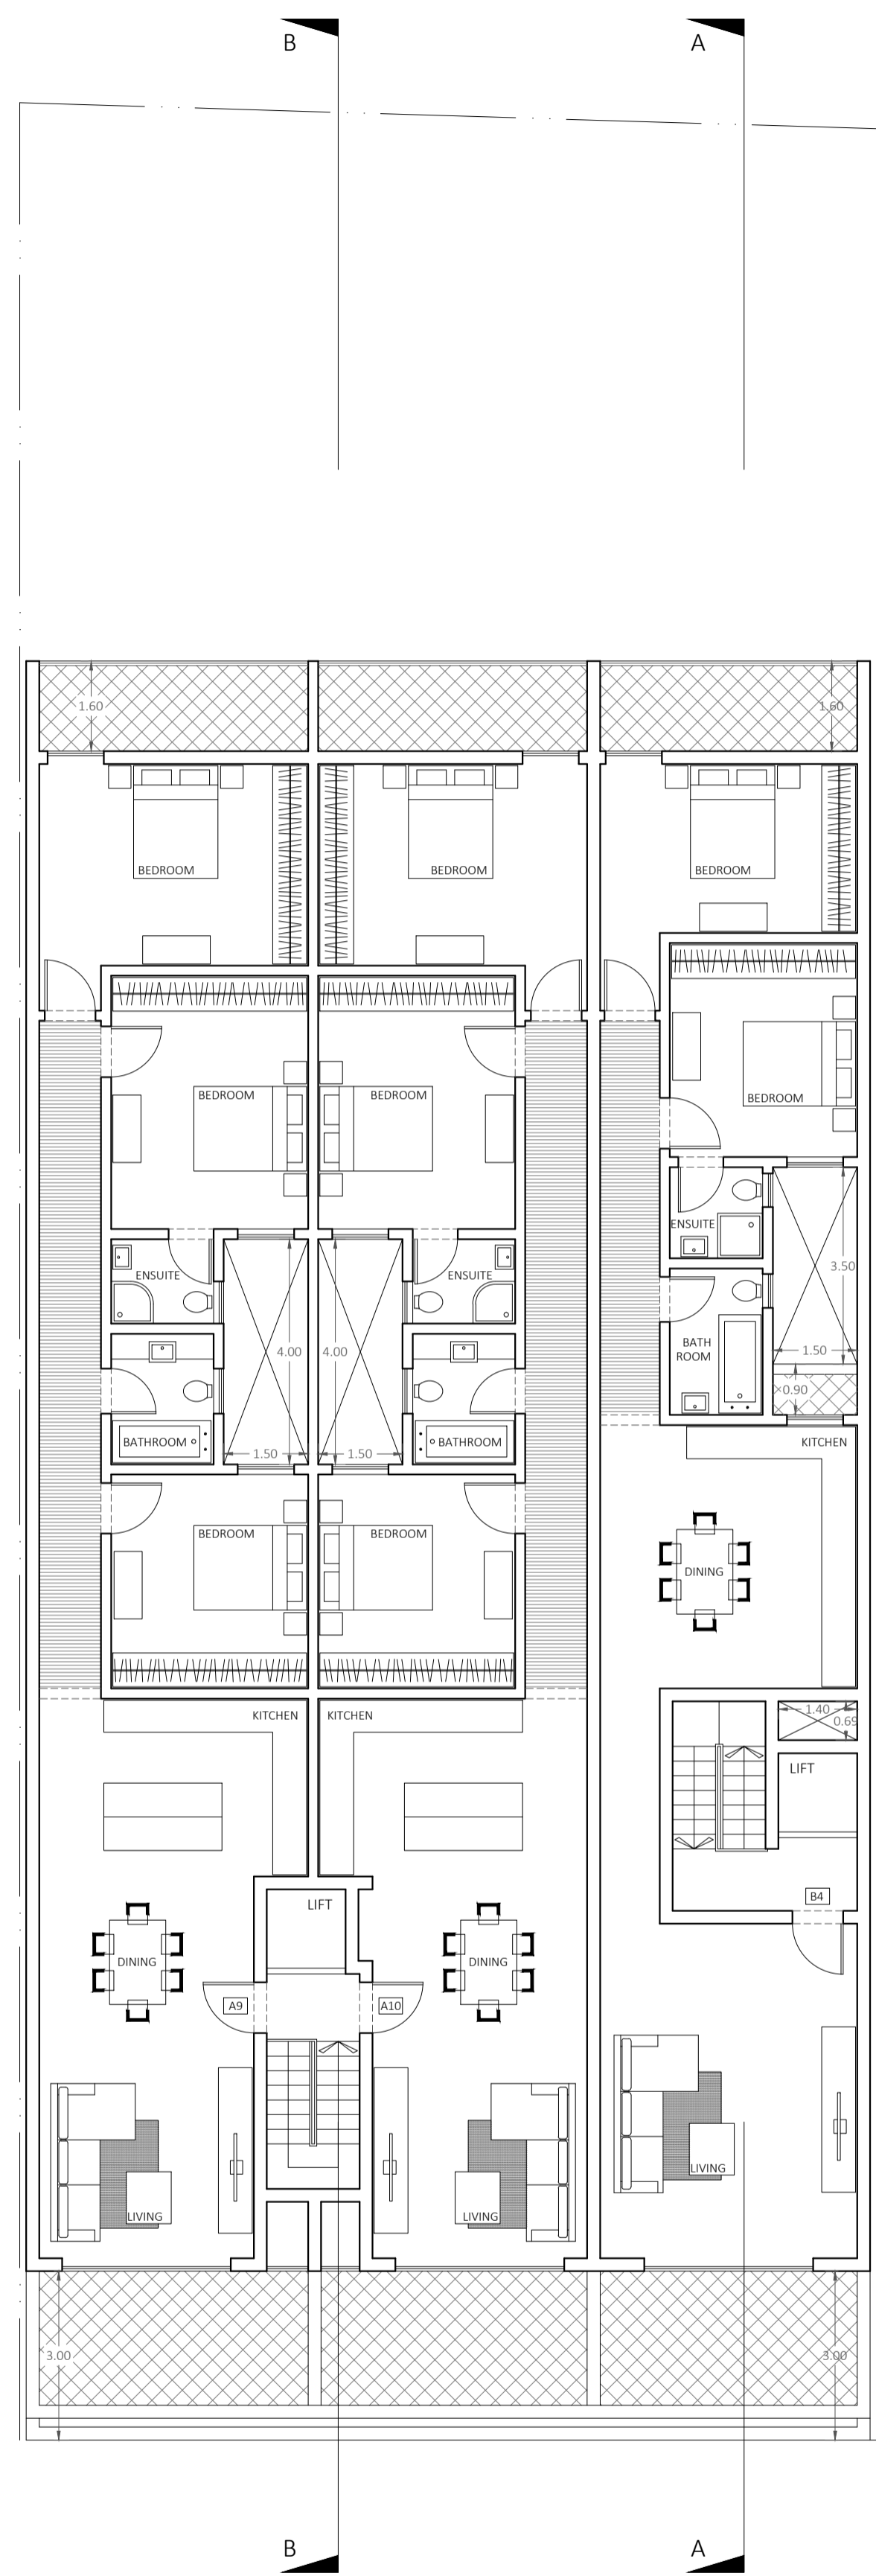 B
A
1.60
1.60
BEDROOM
BEDROOM
BEDROOM
BEDROOM
BEDROOM
BEDROOM
ENSUITE
ENSUITE
ENSUITE
3.50
BATH
ROOM
4.00
4.00
1.50
0.90
BATHROOM
BATHROOM
KITCHEN
1.50
1.50
BEDROOM
BEDROOM
DINING
KITCHEN
KITCHEN
1.40
0.69
LIFT
B4
LIFT
DINING
DINING
A9
A10
LIVING
LIVING
LIVING
3.00
3.00
B
A